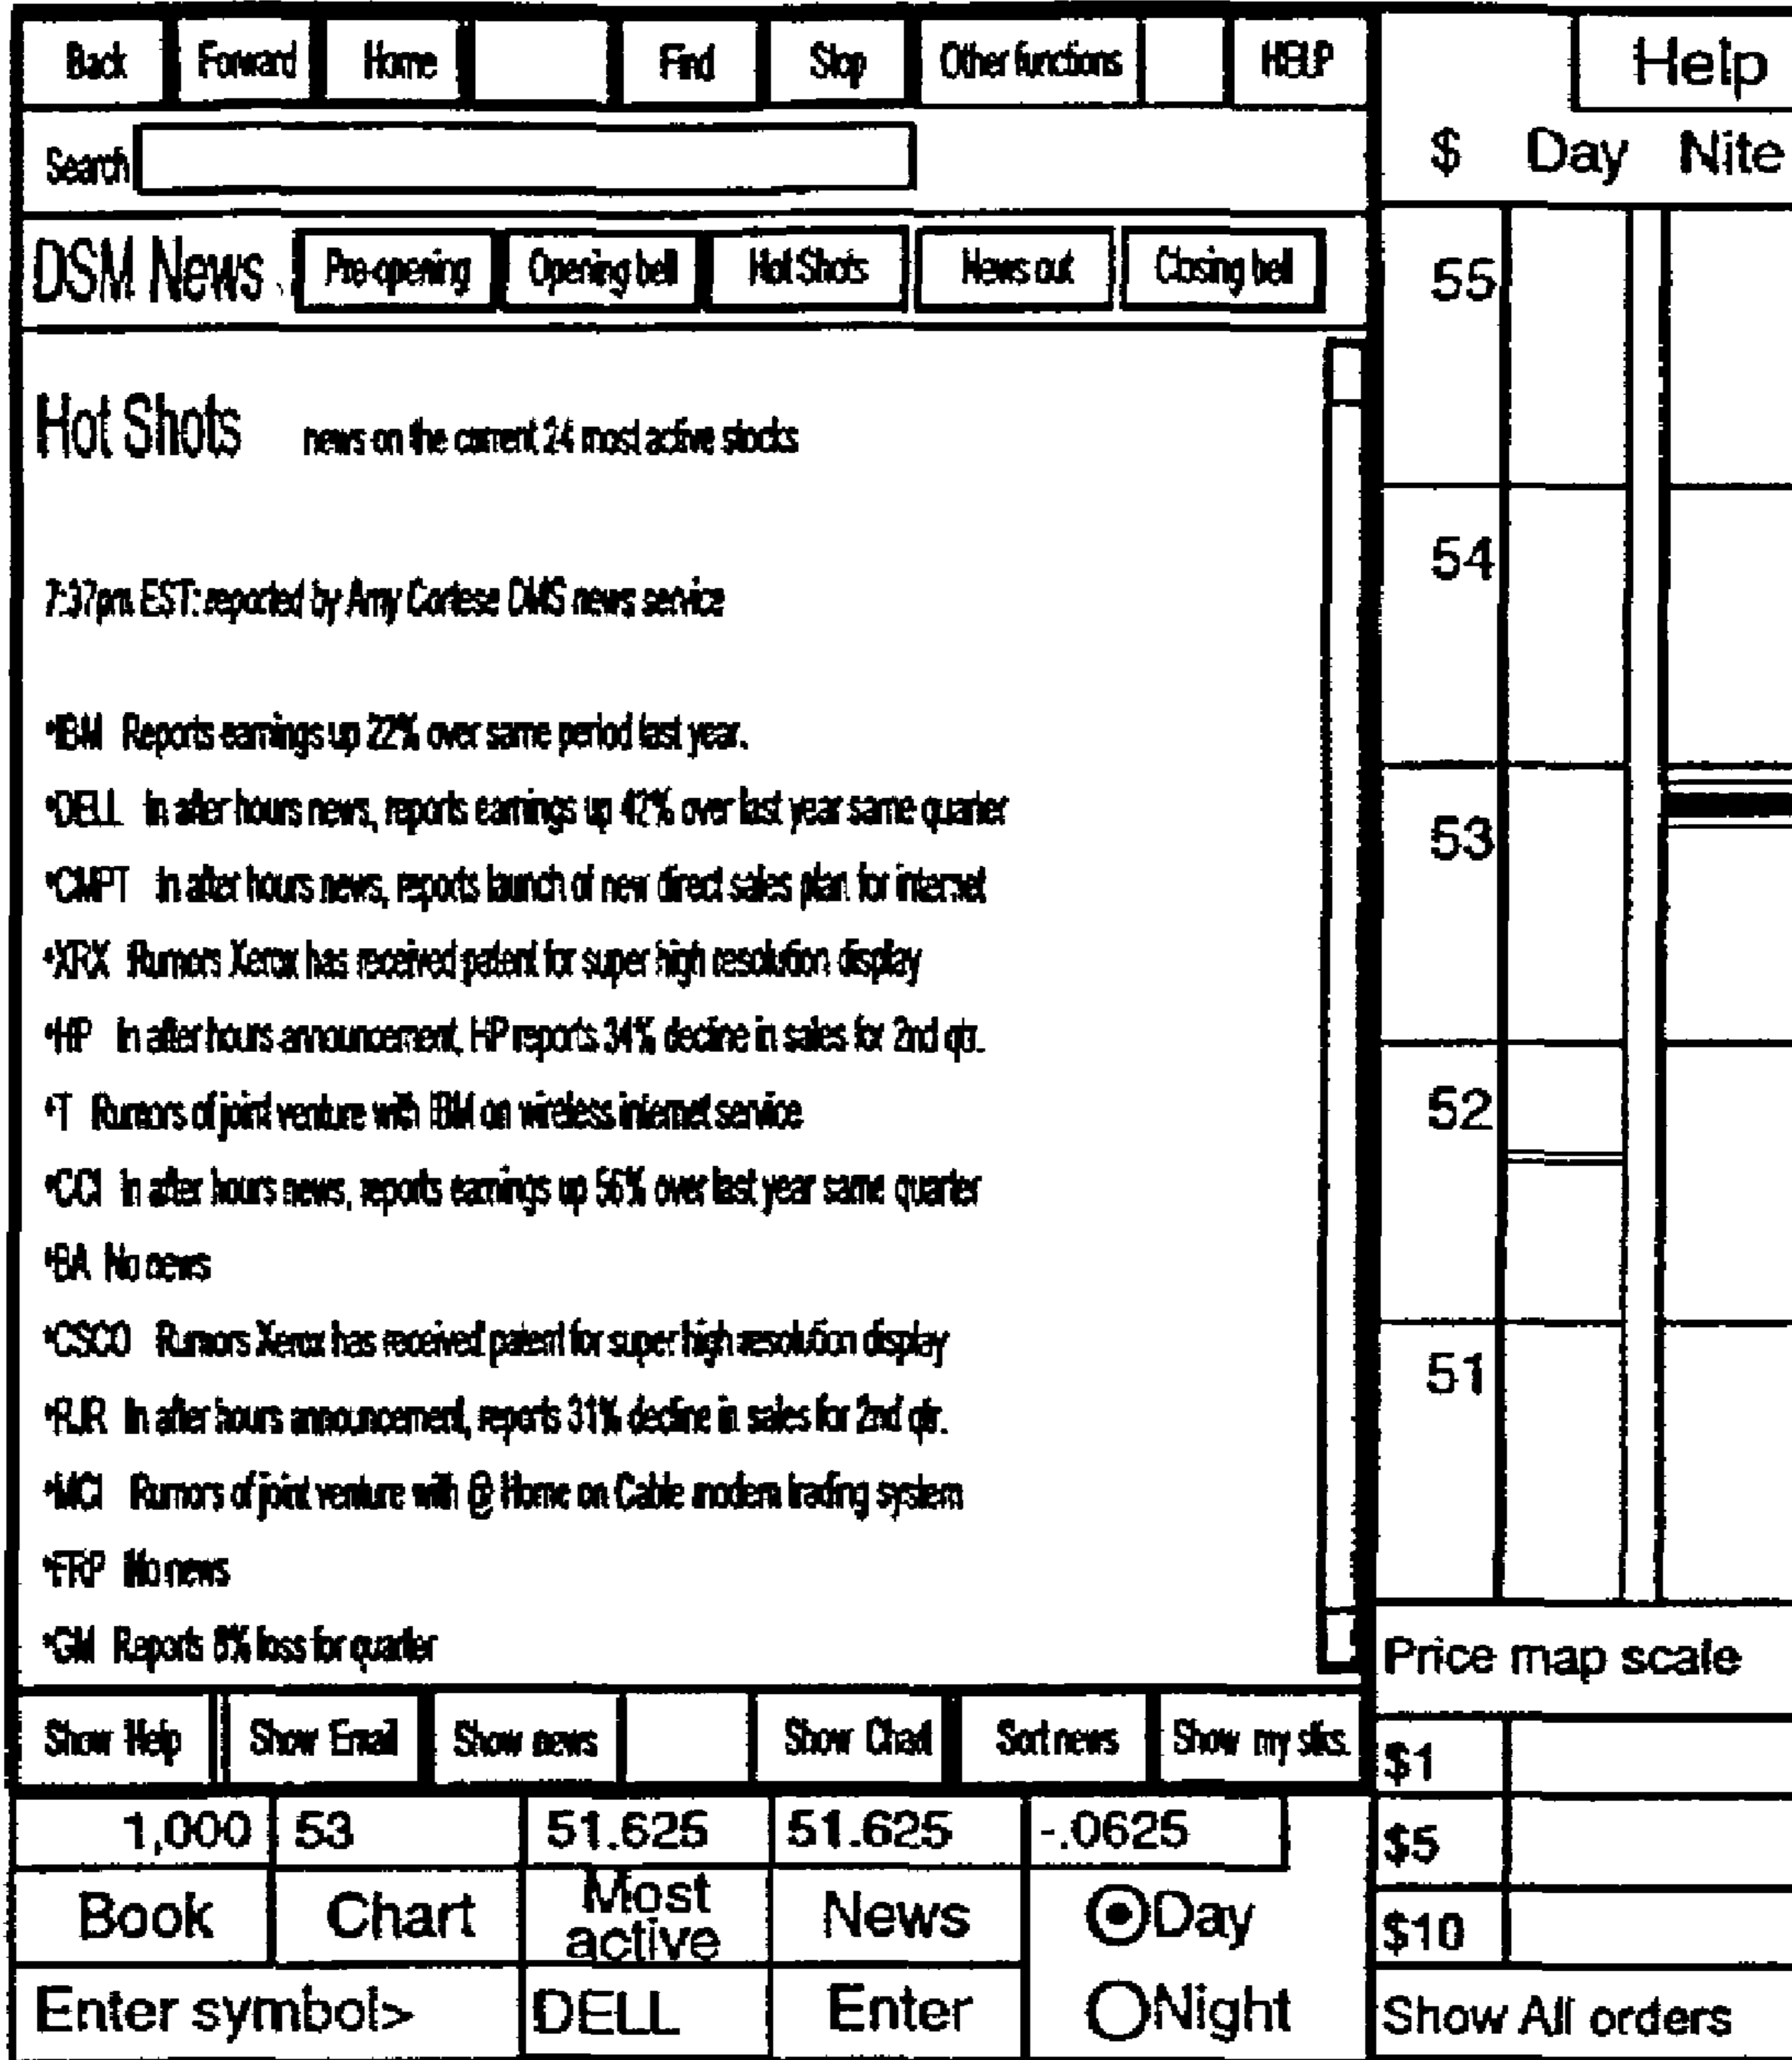 Back Forward Home Find Stop Other functions HELP
Search
DSM News Pre-opening Opening bell Hot Shots News out Closing bell
Hot Shots news on the current 24 most active stocks
7:37pm EST: reported by Amy Cortese DMS news service
•IBM Reports earnings up 22% over same period last year.
•DELL In after hours news, reports earnings up 42% over last year same quarter
•CMPT In after hours news, reports launch of new direct sales plan for internet
•XRX Rumors Xerox has received patent for super high resolution display
•HP In after hours announcement, HP reports 34% decline in sales for 2nd qtr.
•T Rumors of joint venture with IBM on wireless internet service
•CCI In after hours news, reports earnings up 56% over last year same quarter
•BA No news
•CSCO Rumors Xerox has received patent for super high resolution display
•RJR In after hours announcement, reports 31% decline in sales for 2nd qtr.
•MCI Rumors of joint venture with @ Home on Cable modem trading system
•FRP No news
•GM Reports 8% loss for quarter
Show Help Show Email Show news Show Chart Sort news Show my stks.
1,000 53 51.625 51.625 -.0625
Book Chart Most active News Day
Enter symbol> DELL Enter Night
Help
$ Day Nite
55
54
53
52
51
Price map scale
$1
$5
$10
Show All orders